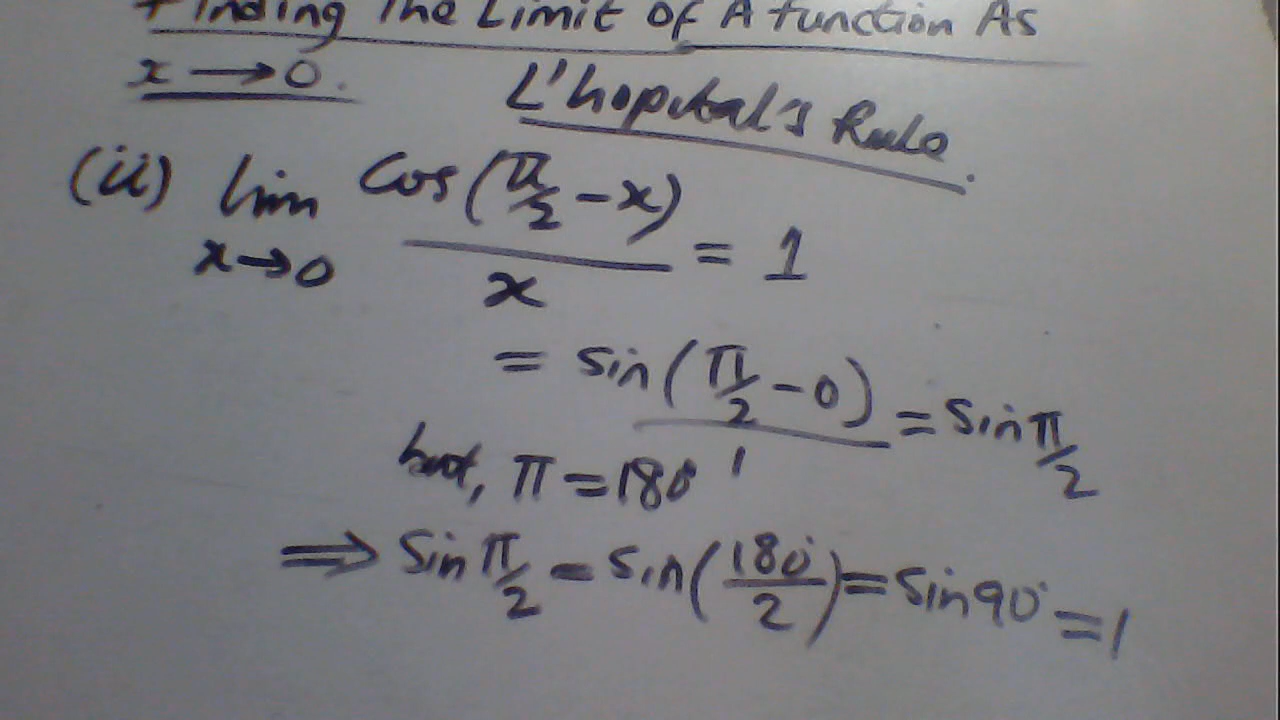 Finding The Limit Of A function As
x → 0.
L'hopital's Rule.
(ii) lim x→0 cos(π/2 − x)/x = 1
= sin(π/2 − 0)/1 = Sin π/2
but, π = 180°
⇒ Sin π/2 = Sin(180°/2) = Sin 90° = 1